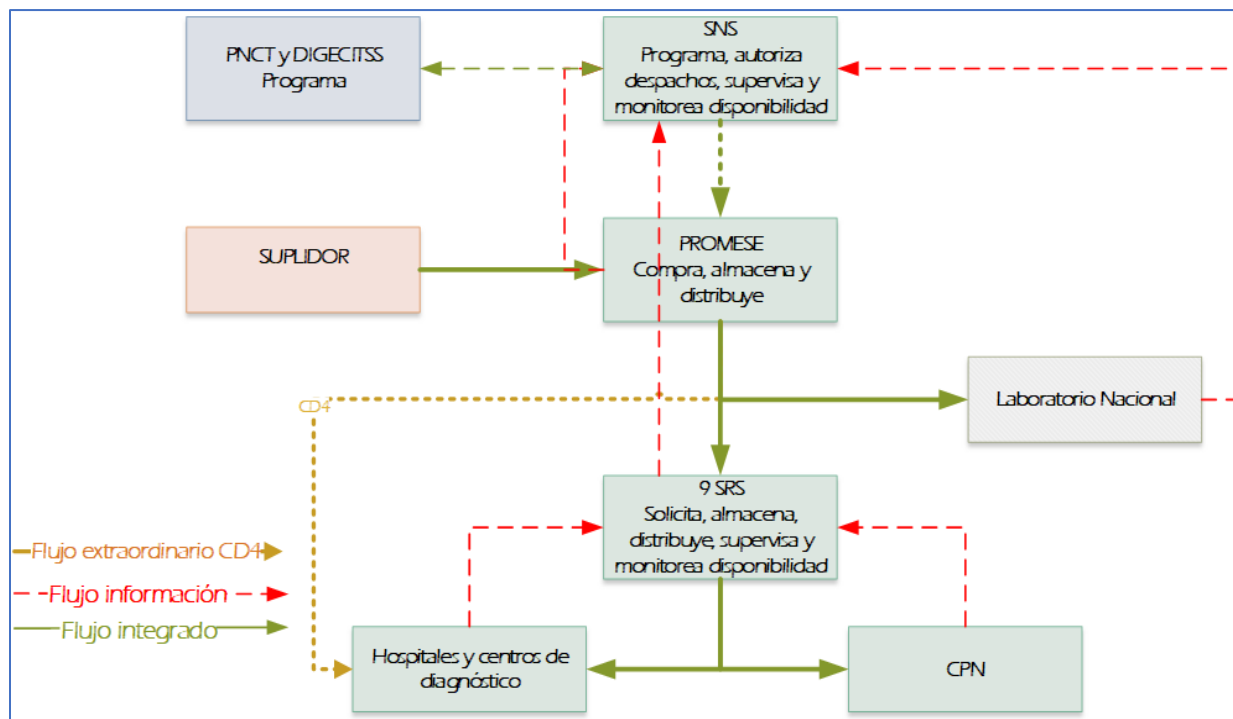 PNCT y DIGECITSS
Programa
SNS
Programa, autoriza
despachos, supervisa y
monitorea disponibilidad
SUPLIDOR
PROMESE
Compra, almacena y
distribuye
CD4
Laboratorio Nacional
9 SRS
Solicita, almacena,
distribuye, supervisa y
monitorea disponibilidad
Flujo extraordinario CD4
Flujo información
Flujo integrado
Hospitales y centros de
diagnóstico
CPN